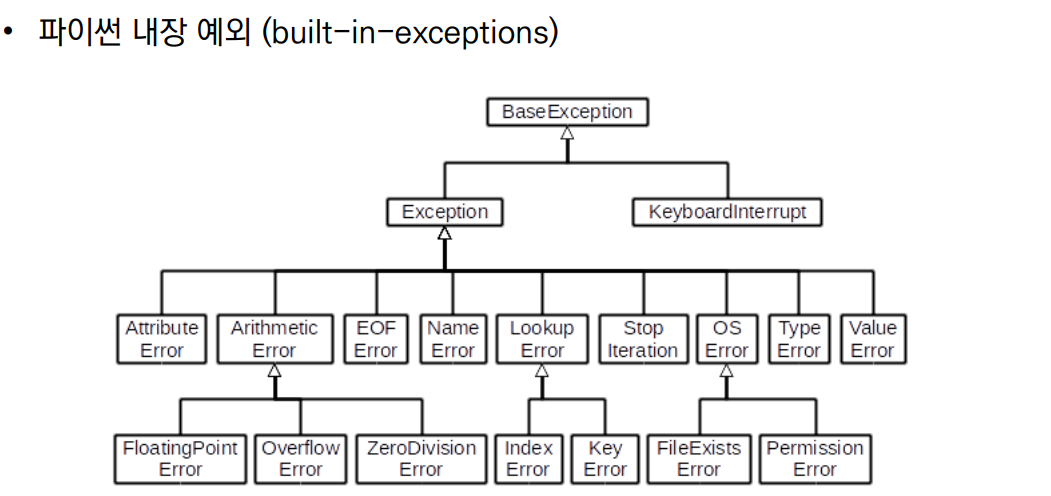 • 파이썬 내장 예외 (built-in-exceptions)
BaseException
Exception
KeyboardInterrupt
Attribute
Error
Arithmetic
Error
EOF
Error
Name
Error
Lookup
Error
Stop
Iteration
OS
Error
Type
Error
Value
Error
FloatingPoint
Error
Overflow
Error
ZeroDivision
Error
Index
Error
Key
Error
FileExists
Error
Permission
Error